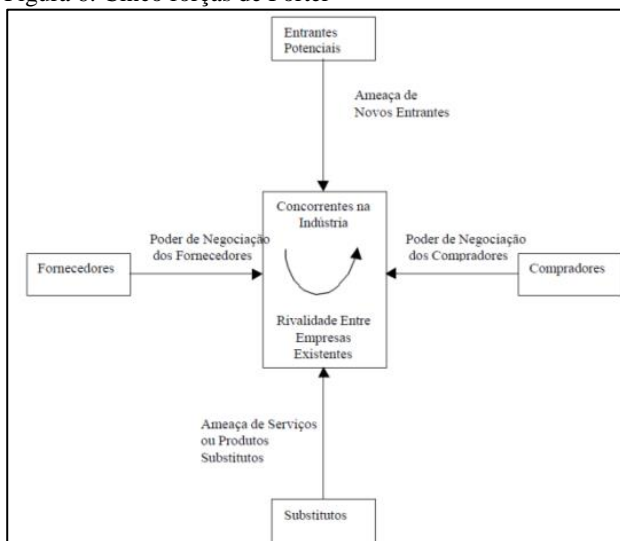 Figura 6: Cinco forças de Porter
Entrantes
Potenciais
Ameaça de
Novos Entrantes
Concorrentes na
Indústria
Poder de Negociação
dos Fornecedores
Poder de Negociação
dos Compradores
Fornecedores
Compradores
Rivalidade Entre
Empresas
Existentes
Ameaça de Serviços
ou Produtos
Substitutos
Substitutos